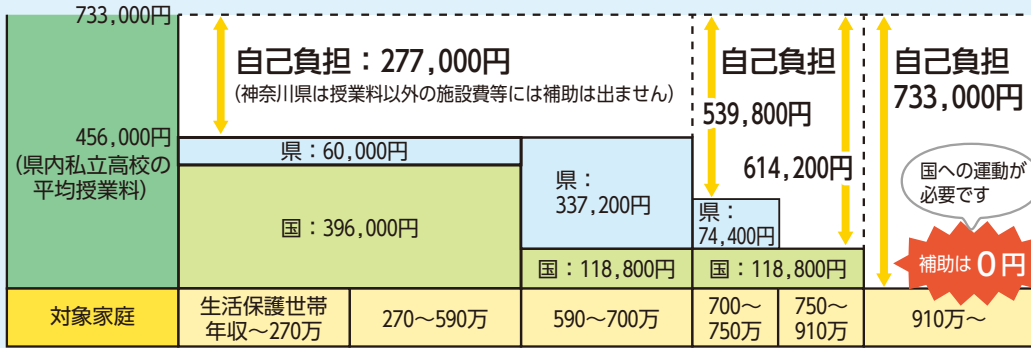 733,000円
自己負担：277,000円
(神奈川県は授業料以外の施設費等には補助は出ません)
自己負担
539,800円
614,200円
自己負担
733,000円
456,000円
(県内私立高校の
平均授業料)
県：60,000円
国：396,000円
県：
337,200円
国：118,800円
県：
74,400円
国：118,800円
国への運動が
必要です
補助は0円
対象家庭
生活保護世帯
年収〜270万
270〜590万
590〜700万
700〜
750万
750〜
910万
910万〜